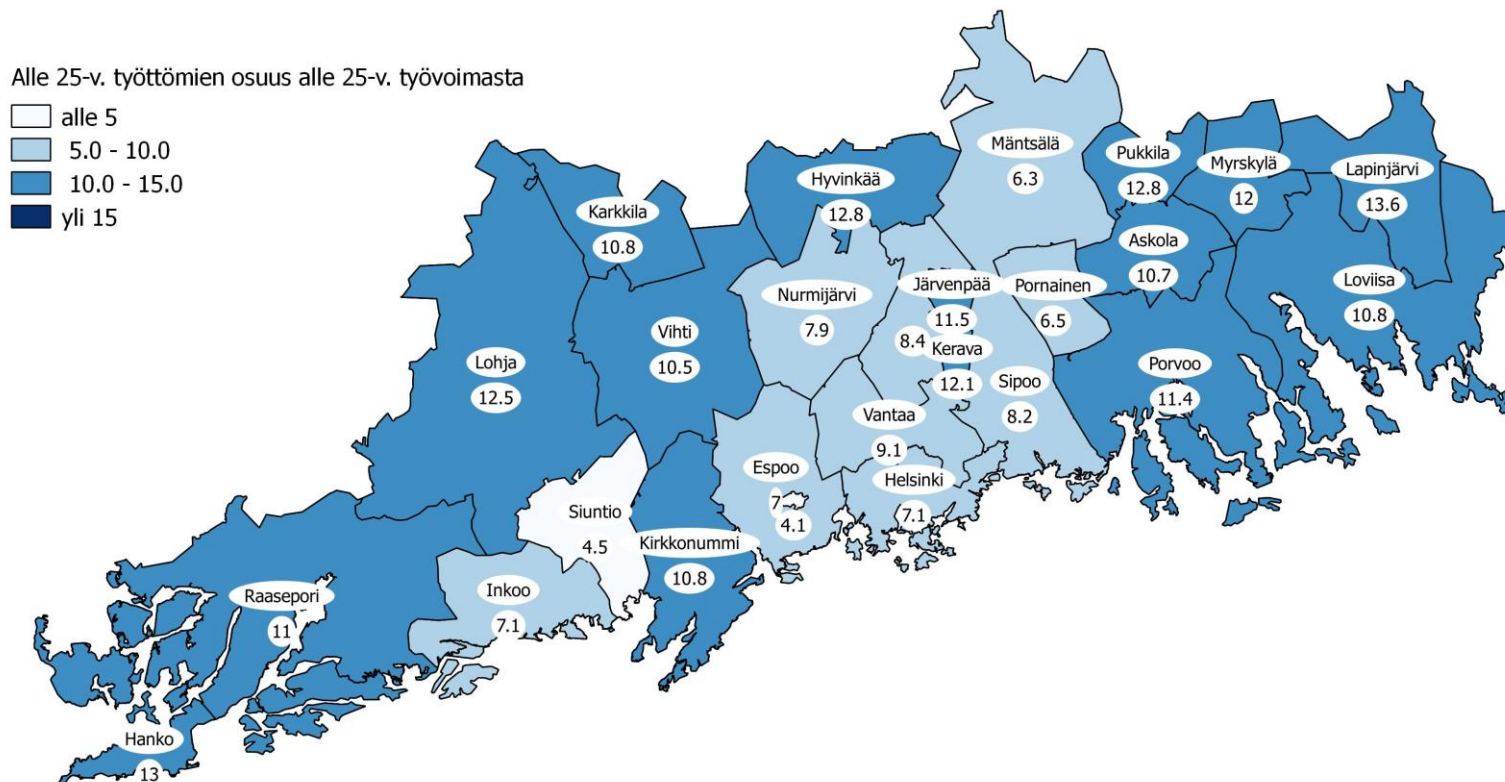 Alle 25-v. työttömien osuus alle 25-v. työvoimasta
alle 5
5.0 - 10.0
10.0 - 15.0
yli 15
Mäntsälä
6.3
Pukkila
12.8
Myrskylä
12
Lapinjärvi
13.6
Hyvinkää
12.8
Karkkila
10.8
Askola
10.7
Nurmijärvi
7.9
Järvenpää
11.5
Pornainen
6.5
Loviisa
10.8
Vihti
10.5
8.4
Kerava
12.1
Lohja
12.5
Sipoo
8.2
Porvoo
11.4
Vantaa
9.1
Espoo
7
4.1
Helsinki
7.1
Siuntio
4.5
Kirkkonummi
10.8
Inkoo
7.1
Raasepori
11
Hanko
13